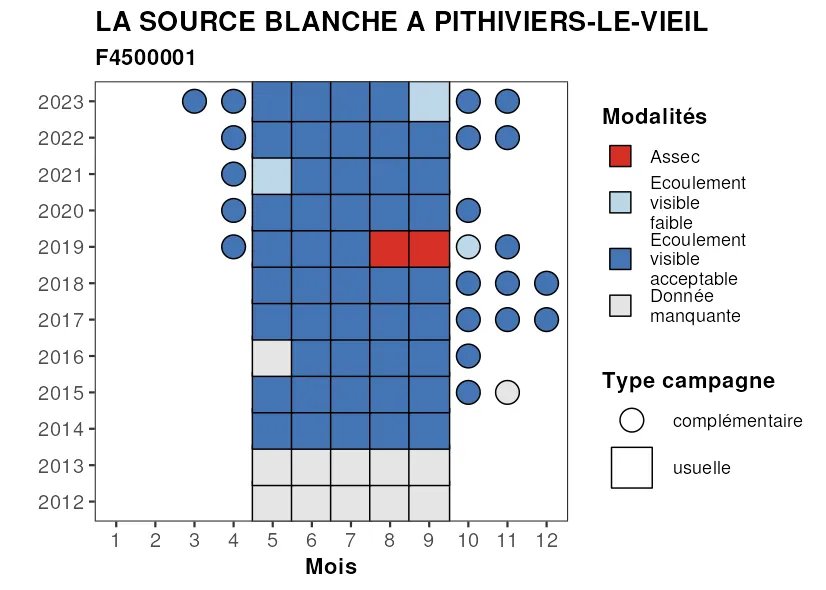 LA SOURCE BLANCHE A PITHIVIERS-LE-VIEIL
F4500001
2023
2022
2021
2020
2019
2018
2017
2016
2015
2014
2013
2012
1 2 3 4 5 6 7 8 9 10 11 12
Mois
Modalités
Assec
Ecoulement
visible
faible
Ecoulement
visible
acceptable
Donnée
manquante
Type campagne
complémentaire
usuelle